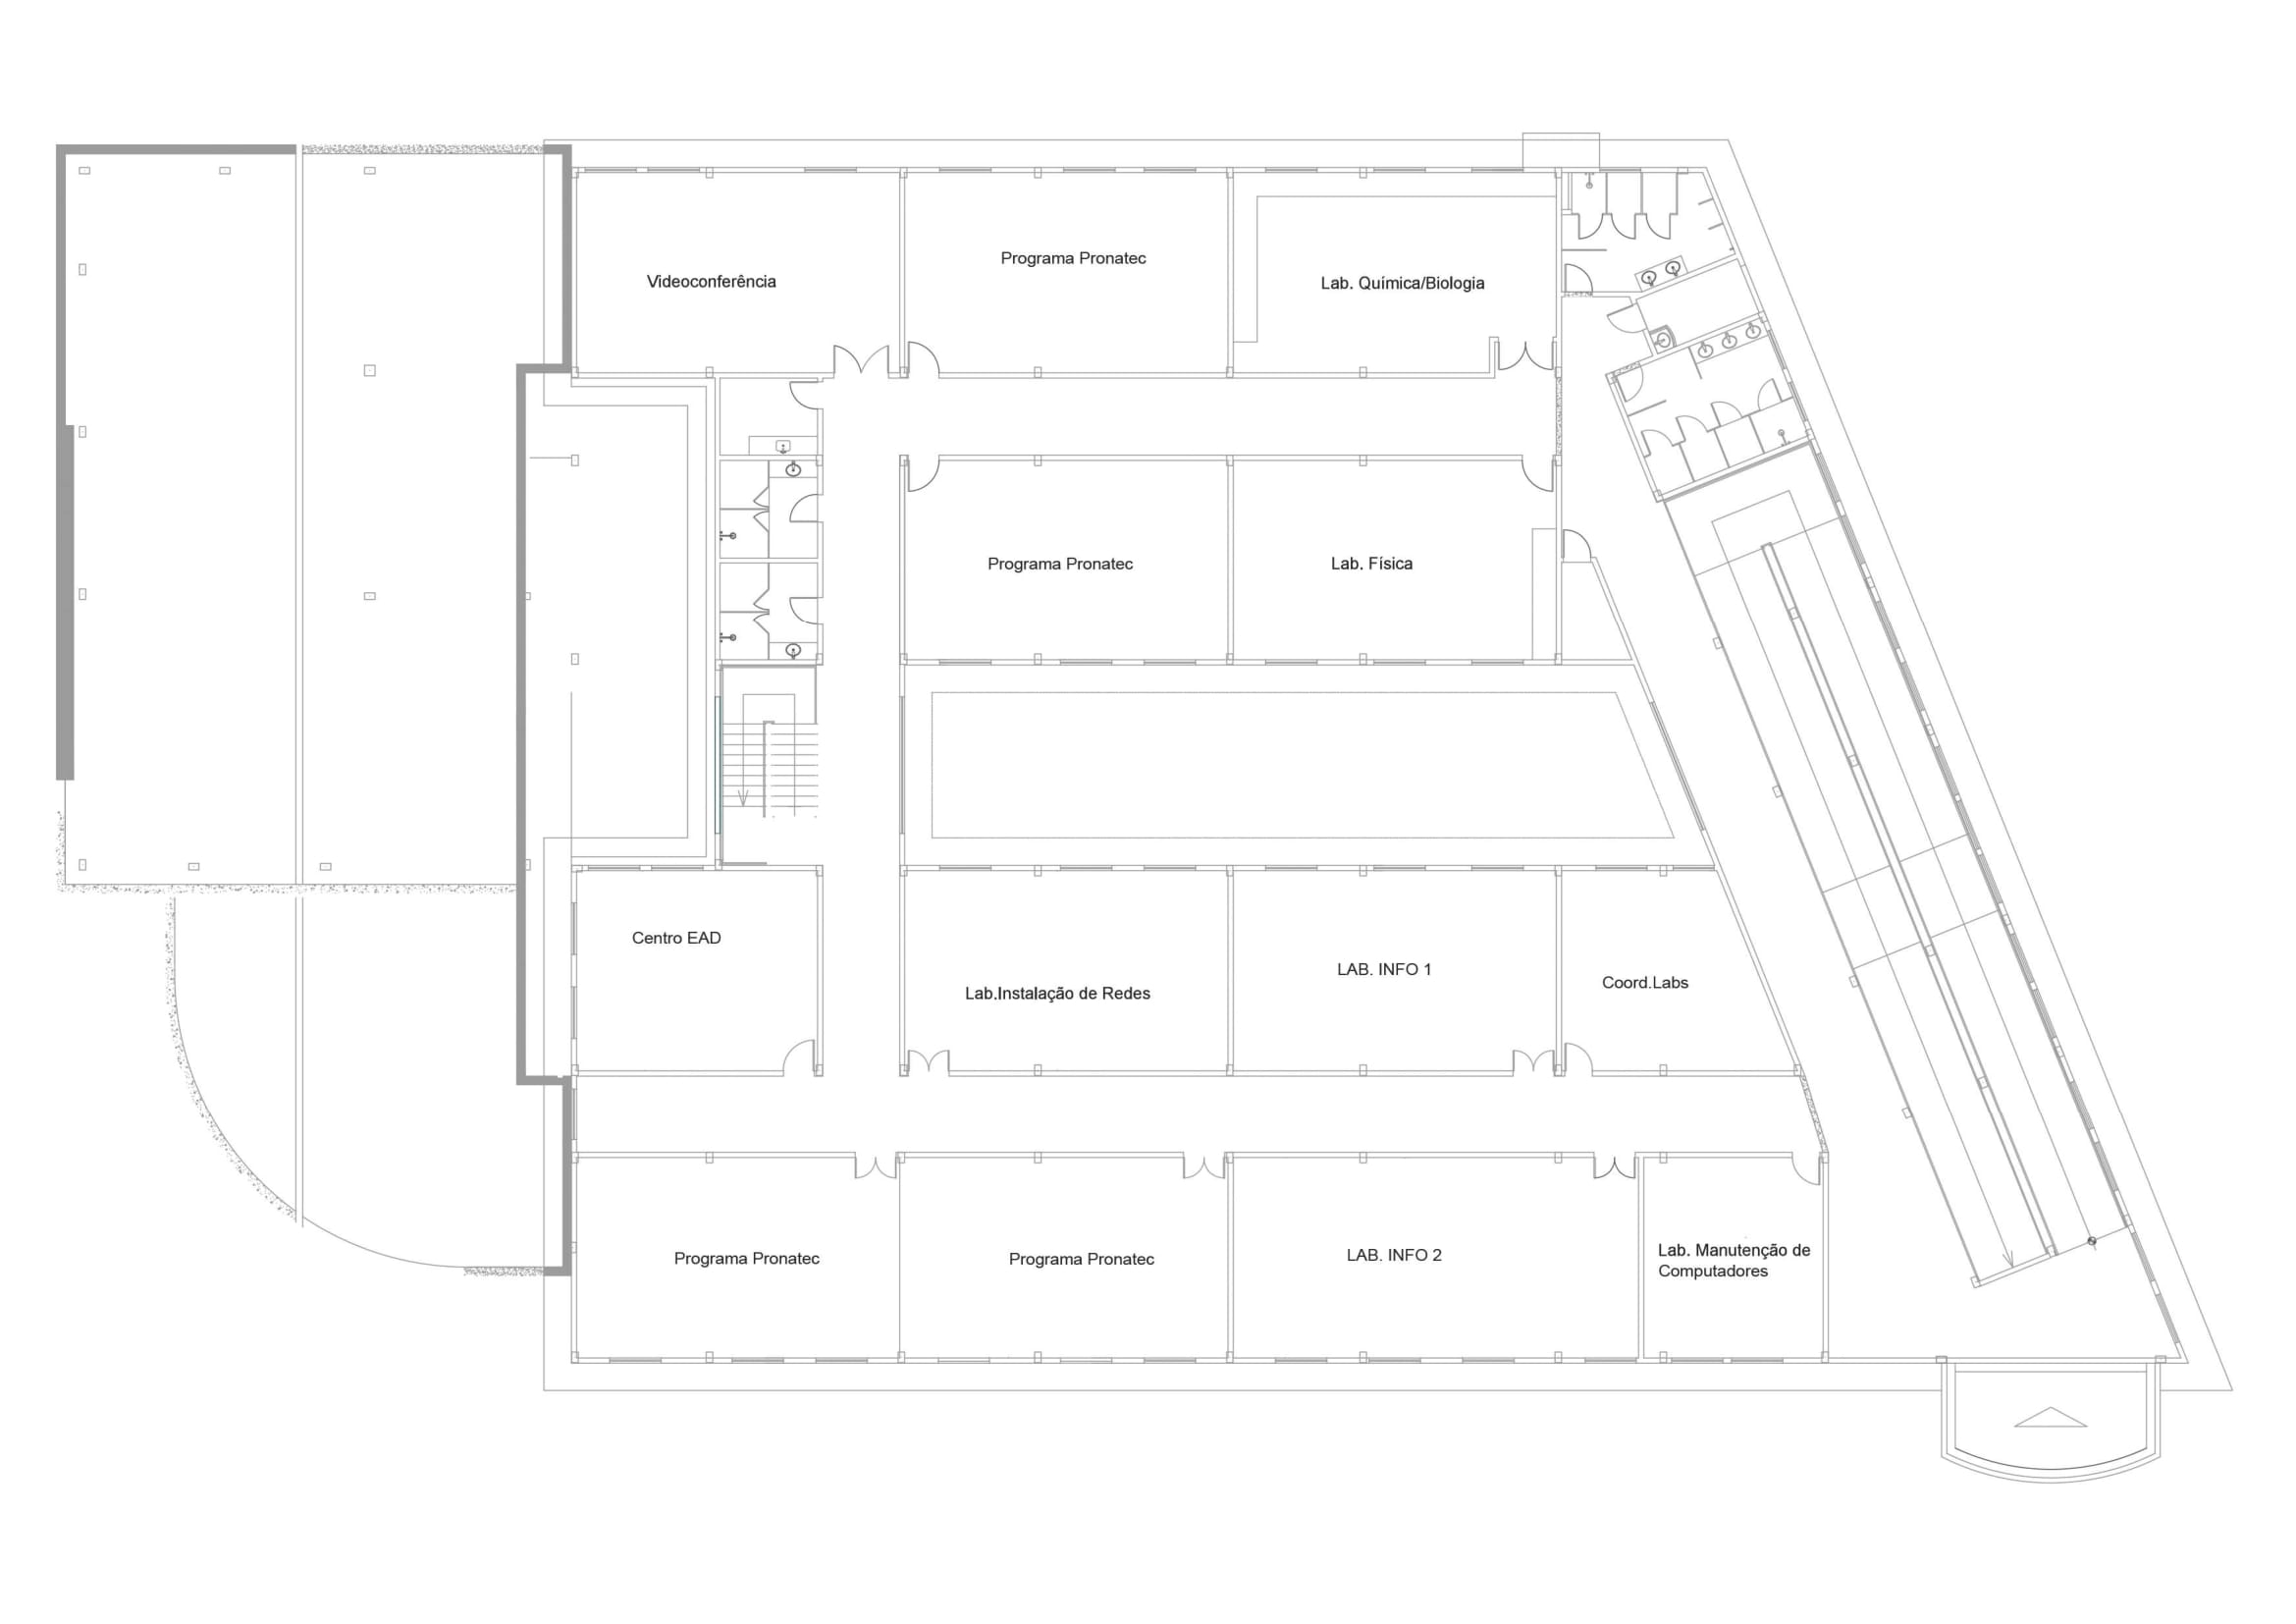 Videoconferência
Programa Pronatec
Lab. Química/Biologia
Programa Pronatec
Lab. Física
Centro EAD
Lab.Instalação de Redes
LAB. INFO 1
Coord.Labs
Programa Pronatec
Programa Pronatec
LAB. INFO 2
Lab. Manutenção de
Computadores